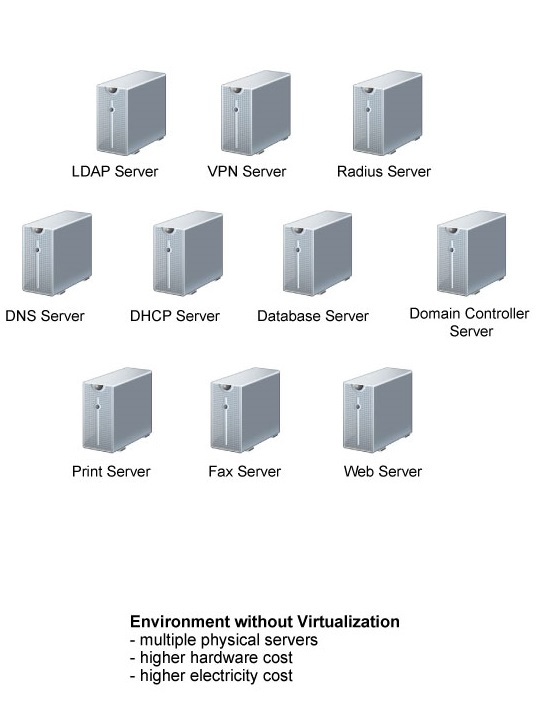 LDAP Server
VPN Server
Radius Server
DNS Server
DHCP Server
Database Server
Domain Controller
Server
Print Server
Fax Server
Web Server
Environment without Virtualization
- multiple physical servers
- higher hardware cost
- higher electricity cost